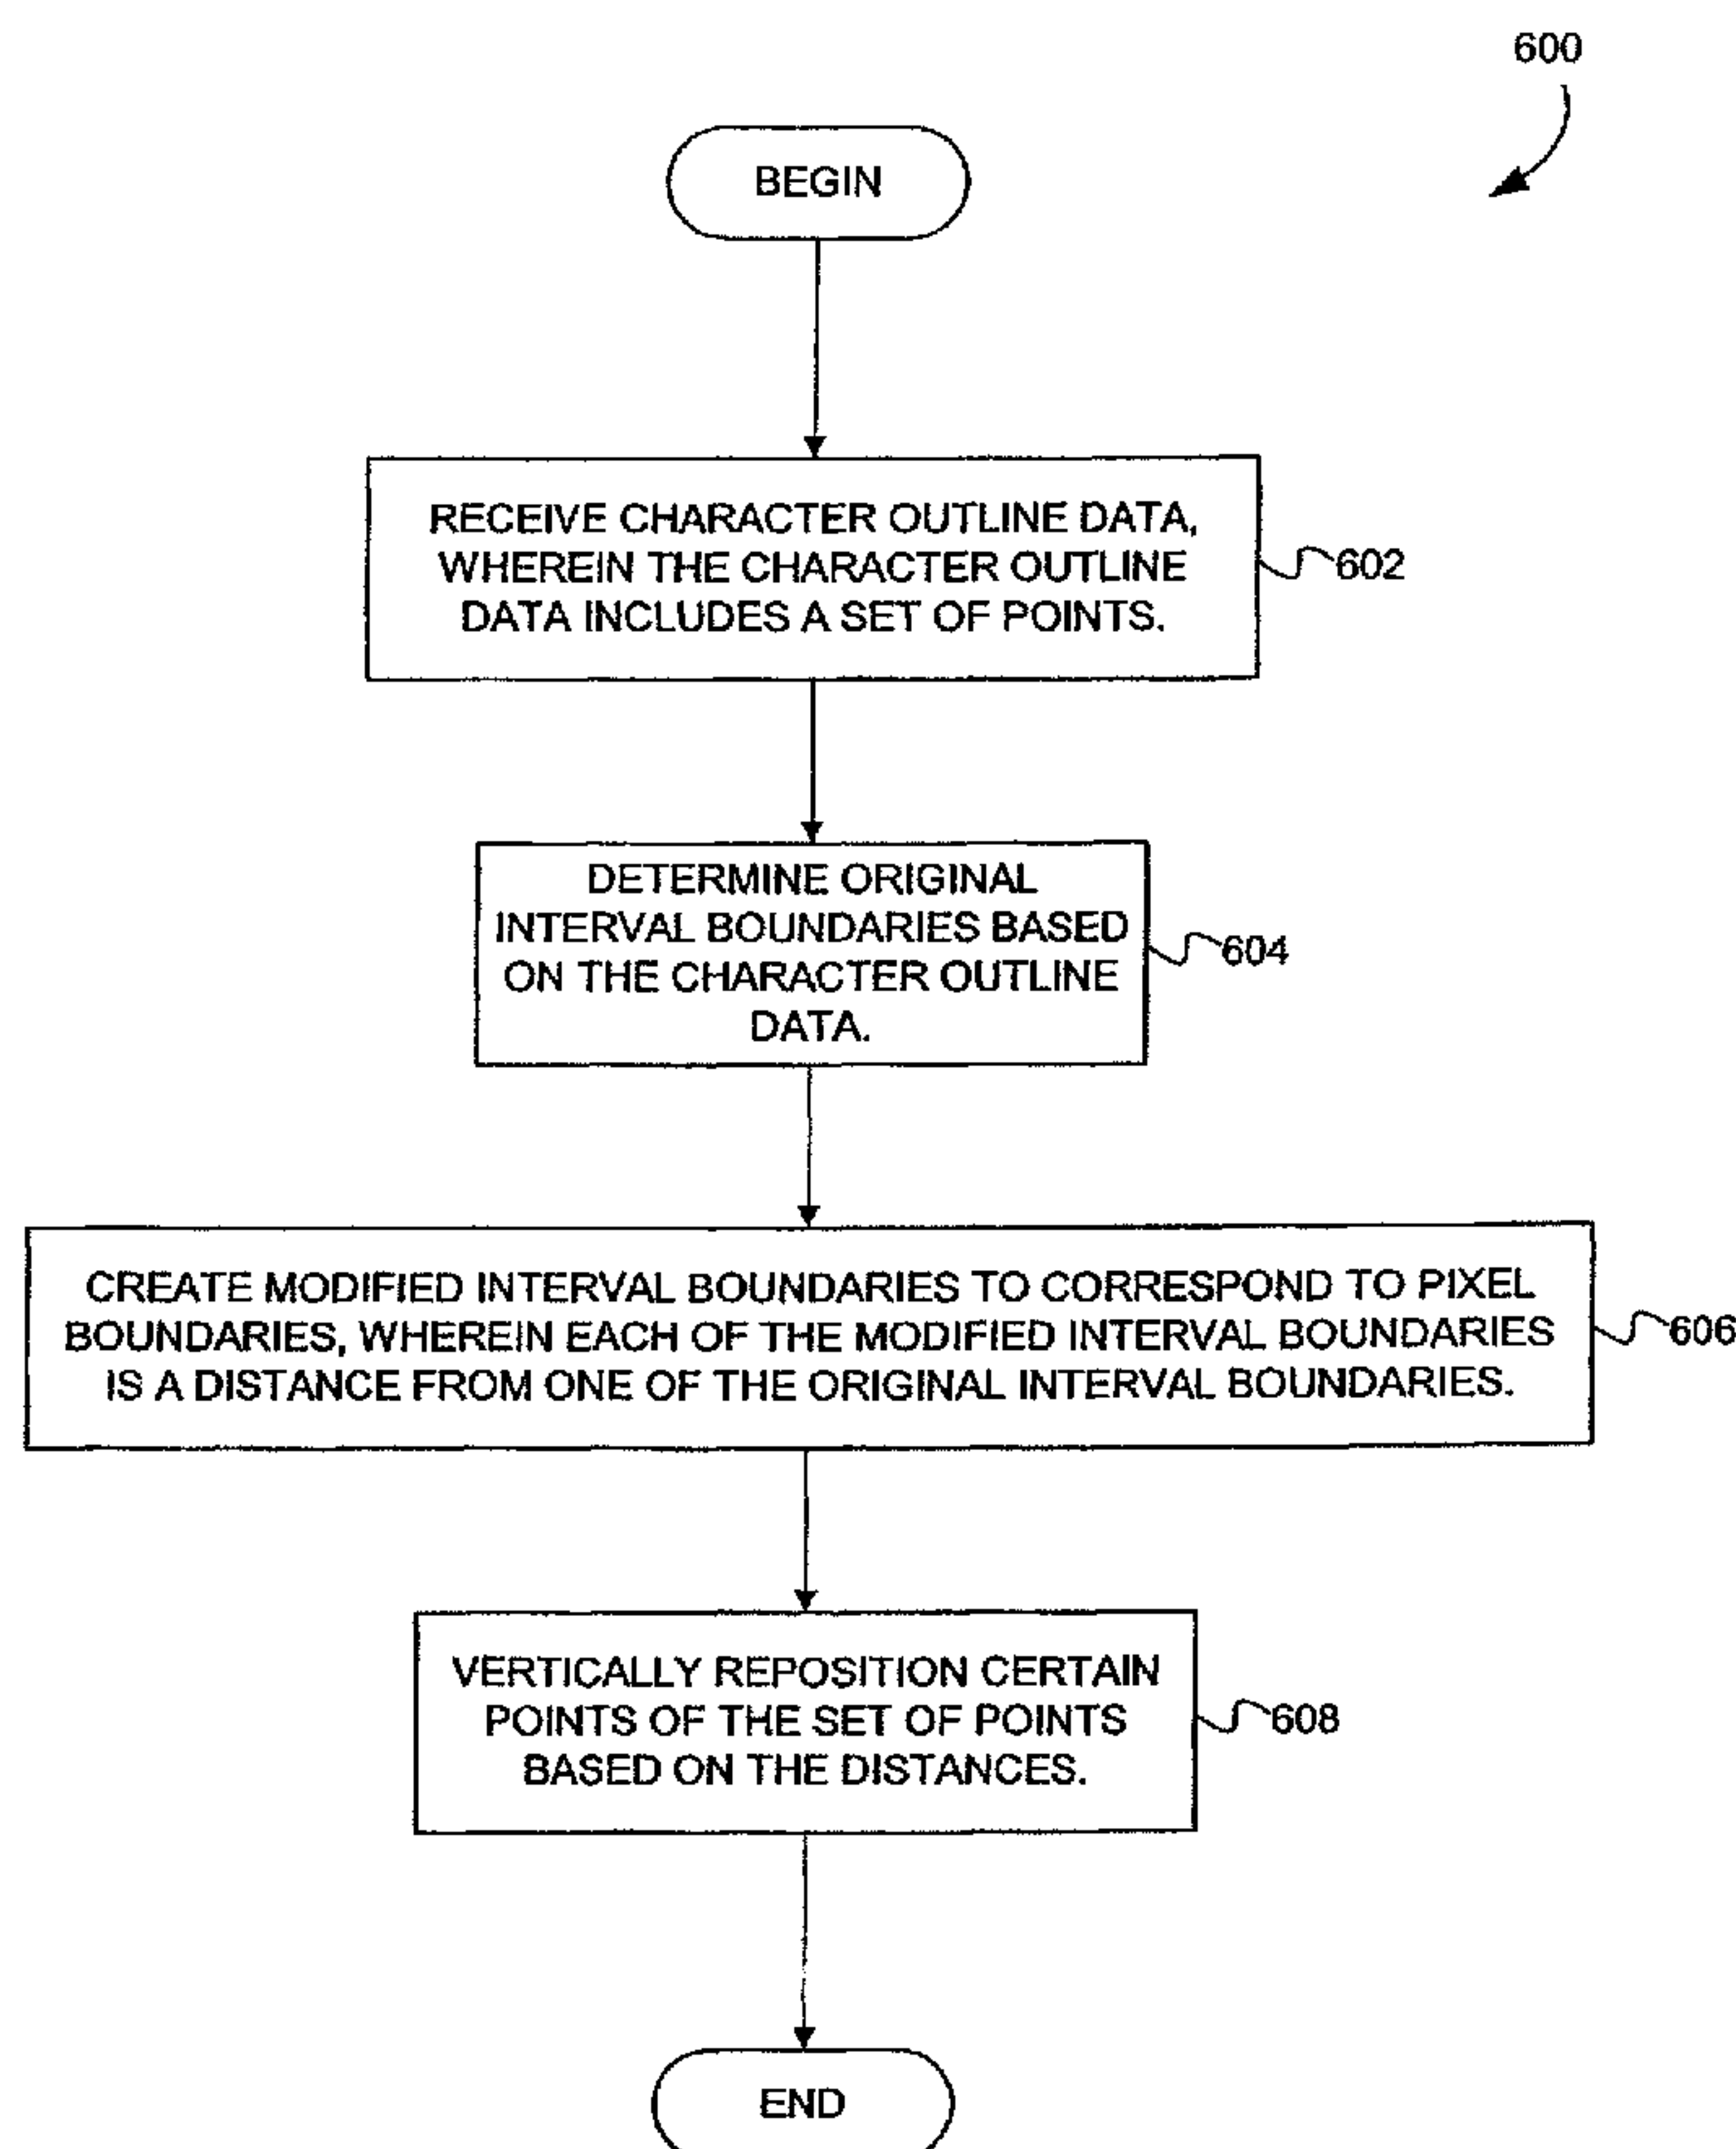 600
BEGIN
RECEIVE CHARACTER OUTLINE DATA,
WHEREIN THE CHARACTER OUTLINE
DATA INCLUDES A SET OF POINTS.
602
DETERMINE ORIGINAL
INTERVAL BOUNDARIES BASED
ON THE CHARACTER OUTLINE
DATA.
604
CREATE MODIFIED INTERVAL BOUNDARIES TO CORRESPOND TO PIXEL
BOUNDARIES, WHEREIN EACH OF THE MODIFIED INTERVAL BOUNDARIES
IS A DISTANCE FROM ONE OF THE ORIGINAL INTERVAL BOUNDARIES.
606
VERTICALLY REPOSITION CERTAIN
POINTS OF THE SET OF POINTS
BASED ON THE DISTANCES.
608
END